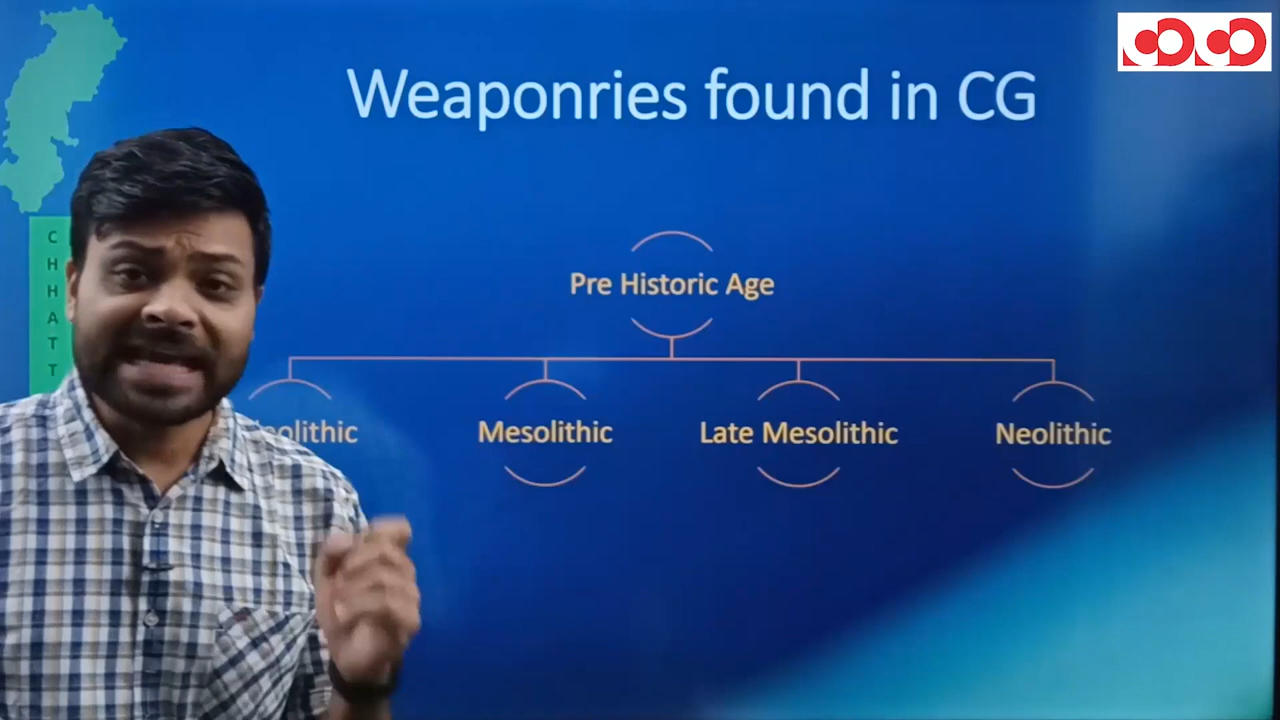 Weaponries found in CG
Pre Historic Age
Mesolithic
Late Mesolithic
Neolithic
C
H
H
A
T
T